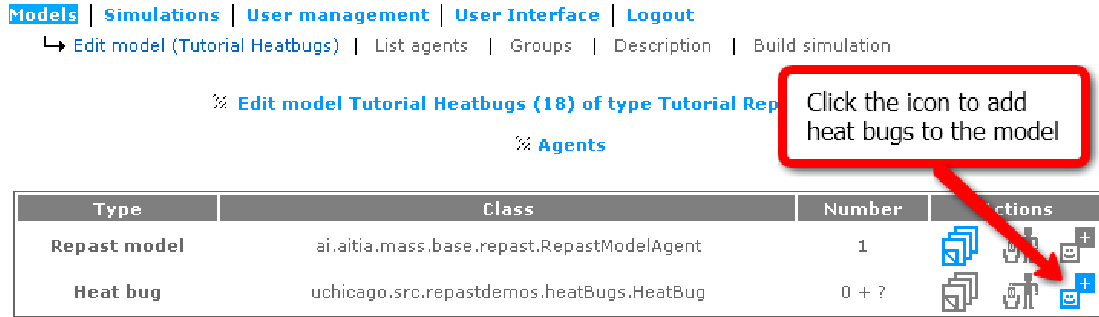 Models | Simulations | User management | User Interface | Logout
Edit model (Tutorial Heatbugs) | List agents | Groups | Description | Build simulation
Edit model Tutorial Heatbugs (18) of type Tutorial Rep
Click the icon to add
heat bugs to the model
Agents
Type Class Number ctions
Repast model ai.aitia.mass.base.repast.RepastModelAgent 1
Heat bug uchicago.src.repastdemos.heatBugs.HeatBug 0 + ?